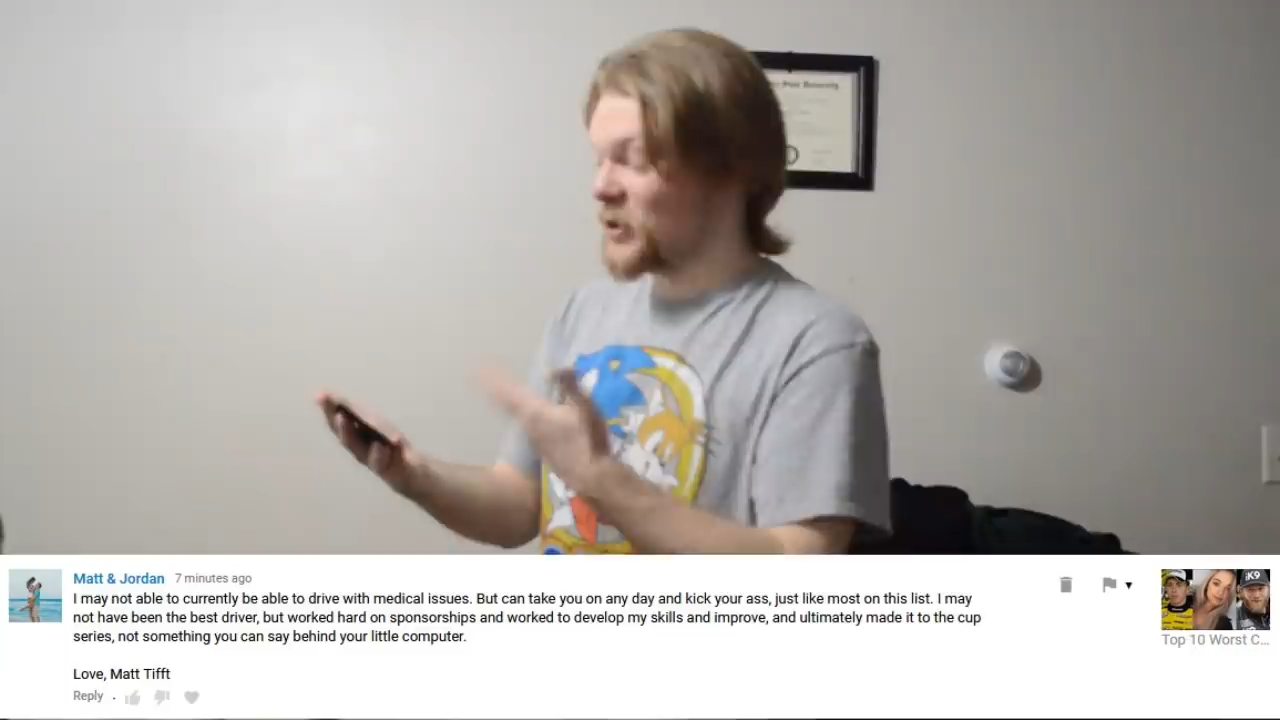 University
Matt & Jordan 7 minutes ago
I may not able to currently be able to drive with medical issues. But can take you on any day and kick your ass, just like most on this list. I may
not have been the best driver, but worked hard on sponsorships and worked to develop my skills and improve, and ultimately made it to the cup
series, not something you can say behind your little computer.
Love, Matt Tifft
Reply .
iK9
Top 10 Worst C...